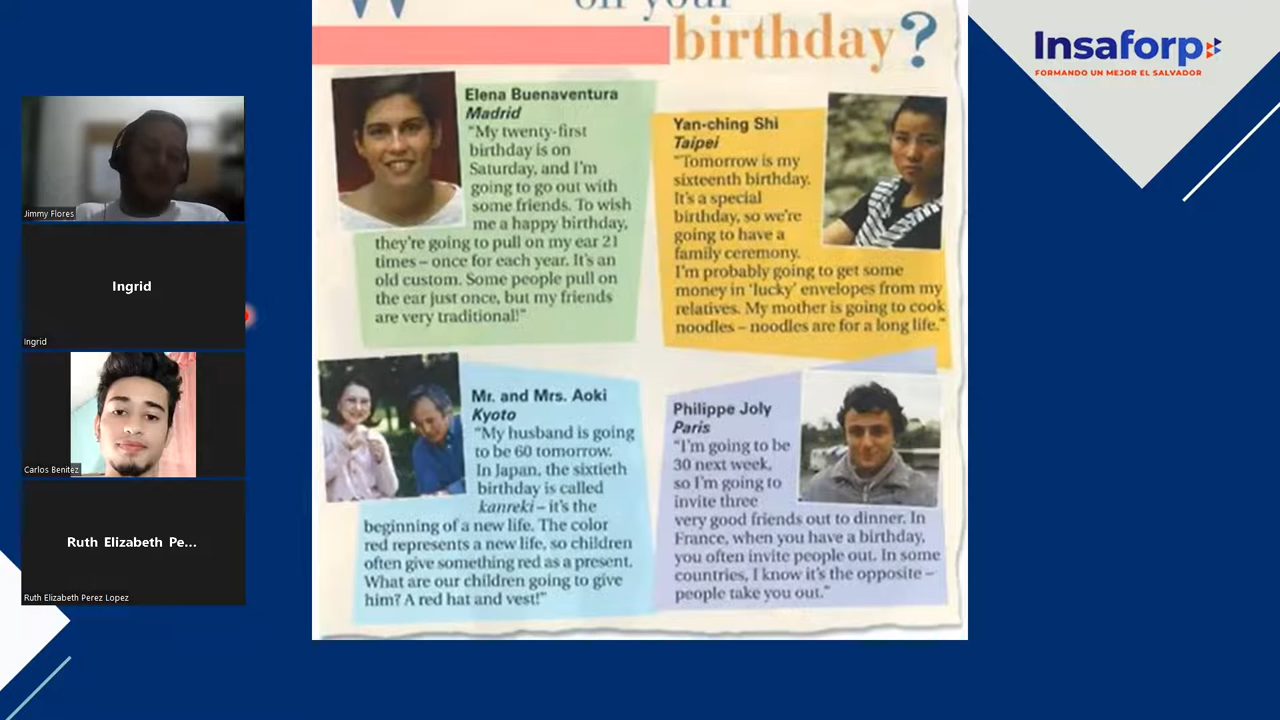 on your
birthday?
Elena Buenaventura
Madrid
"My twenty-first
birthday is on
Saturday, and I'm
going to go out with
some friends. To wish
me a happy birthday,
they're going to pull on my ear 21
times – once for each year. It's an
old custom. Some people pull on
the ear just once, but my friends
are very traditional!"
Yan-ching Shi
Taipei
"Tomorrow is my
sixteenth birthday.
It's a special
birthday, so we're
going to have a
family ceremony.
I'm probably going to get some
money in 'lucky' envelopes from my
relatives. My mother is going to cook
noodles – noodles are for a long life."
Mr. and Mrs. Aoki
Kyoto
"My husband is going
to be 60 tomorrow.
In Japan, the sixtieth
birthday is called
kanreki – it's the
beginning of a new life. The color
red represents a new life, so children
often give something red as a present.
What are our children going to give
him? A red hat and vest!"
Philippe Joly
Paris
"I'm going to be
30 next week,
so I'm going to
invite three
very good friends out to dinner. In
France, when you have a birthday,
you often invite people out. In some
countries, I know it's the opposite –
people take you out."
Insaforp
FORMANDO UN MEJOR EL SALVADOR
Jimmy Flores
Ingrid
Ingrid
Carlos Benitez
Ruth Elizabeth Pe...
Ruth Elizabeth Perez Lopez